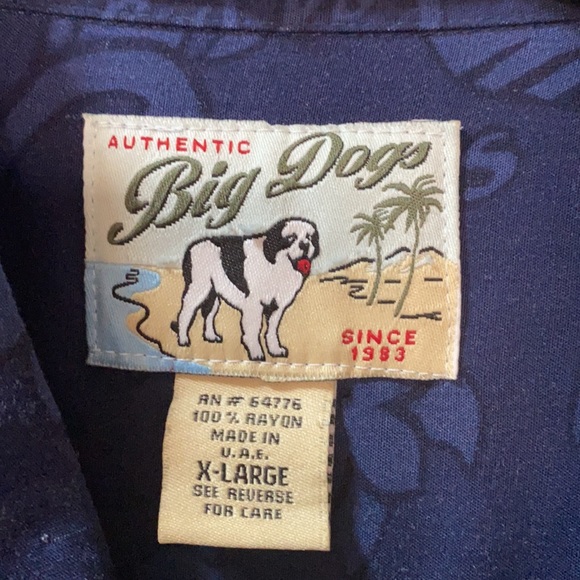 AUTHENTIC
Big Dogs
SINCE
1983
RN # 64776
100% RAYON
MADE IN
U.A.E.
X-LARGE
SEE REVERSE
FOR CARE